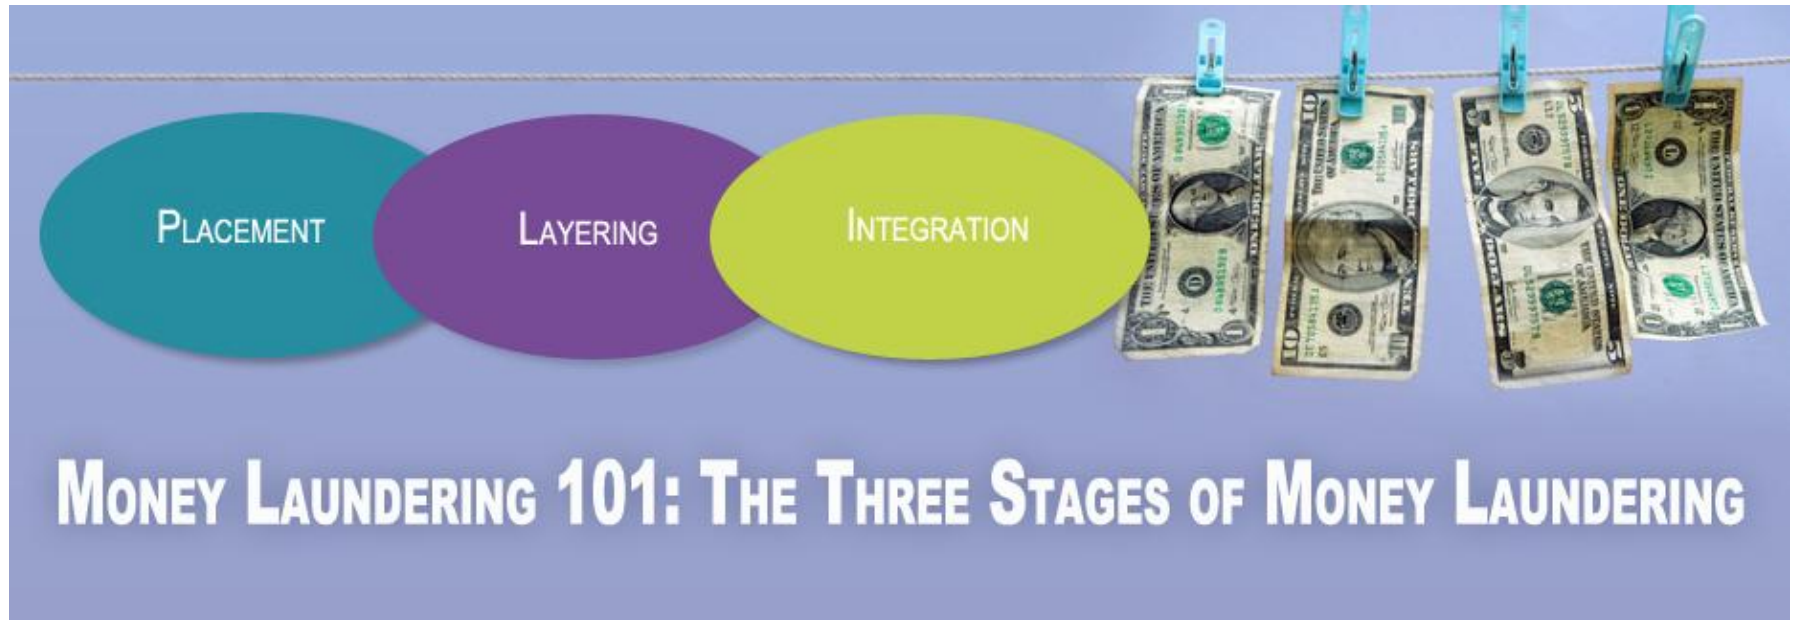 Placement
Layering
Integration
Money Laundering 101: The Three Stages of Money Laundering